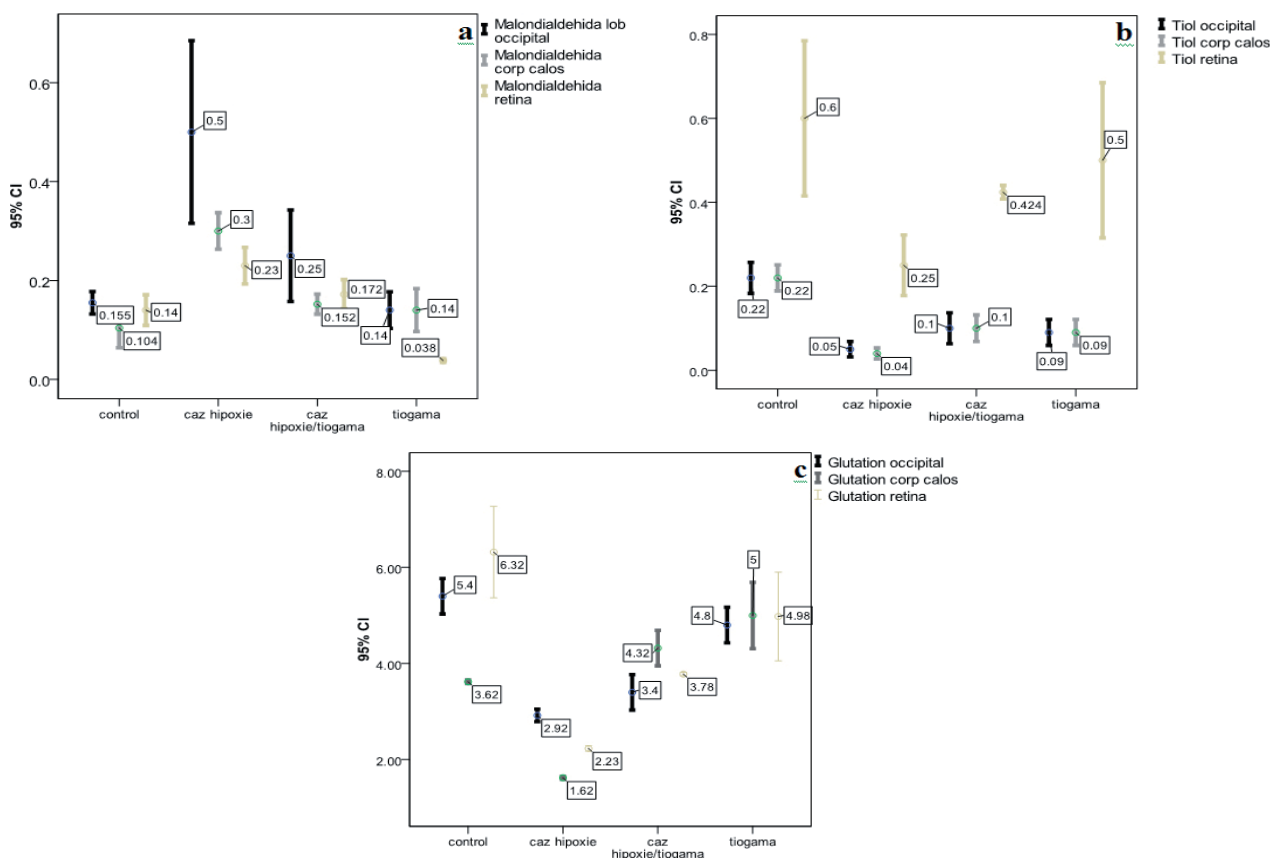 a
Malondialdehida lob
occipital
Malondialdehida
corp calos
Malondialdehida
retina
95% CI
0.6
0.4
0.2
0.0
0.5
0.3
0.23
0.25
0.172
0.155
0.14
0.152
0.14
0.14
0.104
0.038
control
caz hipoxie
caz
hipoxie/tiogama
tiogama
b
Tiol occipital
Tiol corp calos
Tiol retina
95% CI
0.8
0.6
0.4
0.2
0.0
0.6
0.5
0.424
0.25
0.22
0.22
0.05
0.04
0.1
0.1
0.09
0.09
control
caz hipoxie
caz
hipoxie/tiogama
tiogama
c
Glutation occipital
Glutation corp calos
Glutation retina
95% CI
8.00
6.00
4.00
2.00
5.4
6.32
3.62
2.92
1.62
2.23
4.32
3.4
3.78
4.8
5
4.98
control
caz hipoxie
caz
hipoxie/tiogama
tiogama